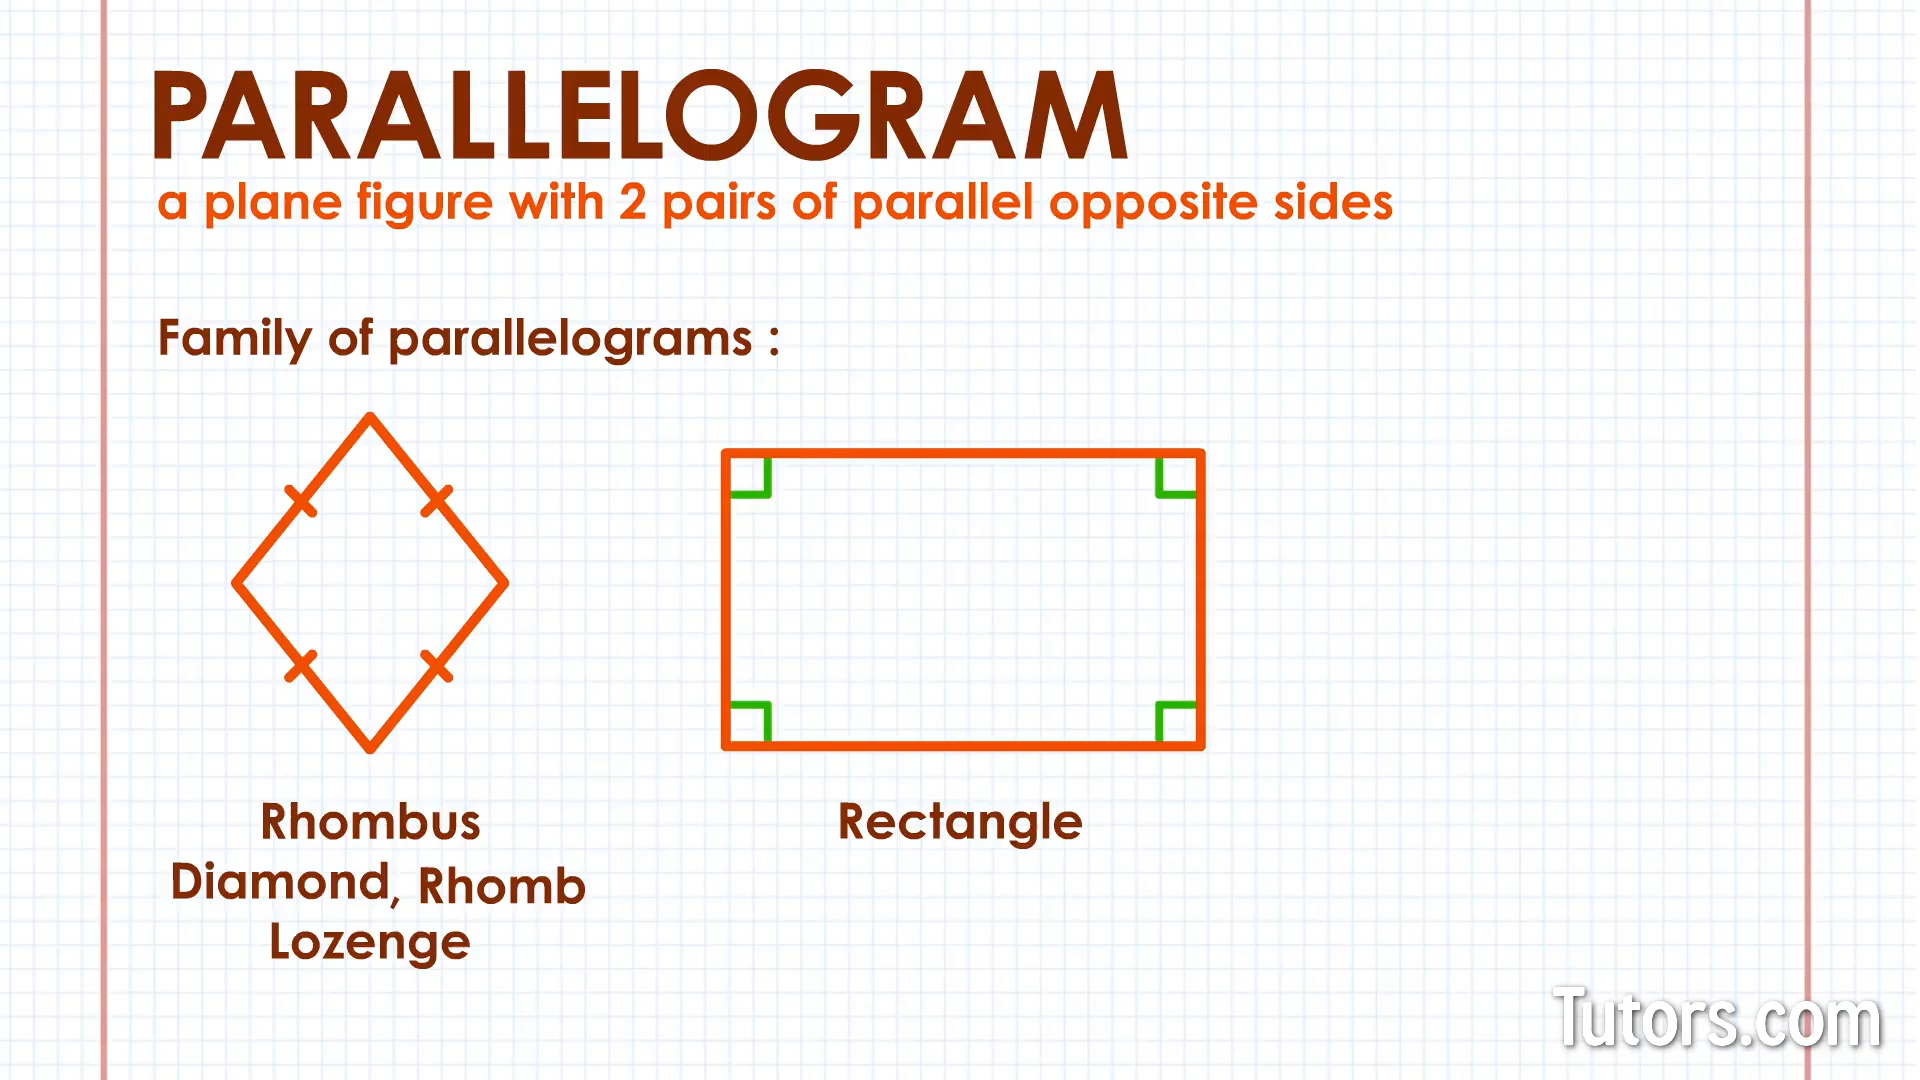 PARALLELOGRAM
a plane figure with 2 pairs of parallel opposite sides
Family of parallelograms :
Rhombus
Diamond, Rhomb
Lozenge
Rectangle
Tutors.com